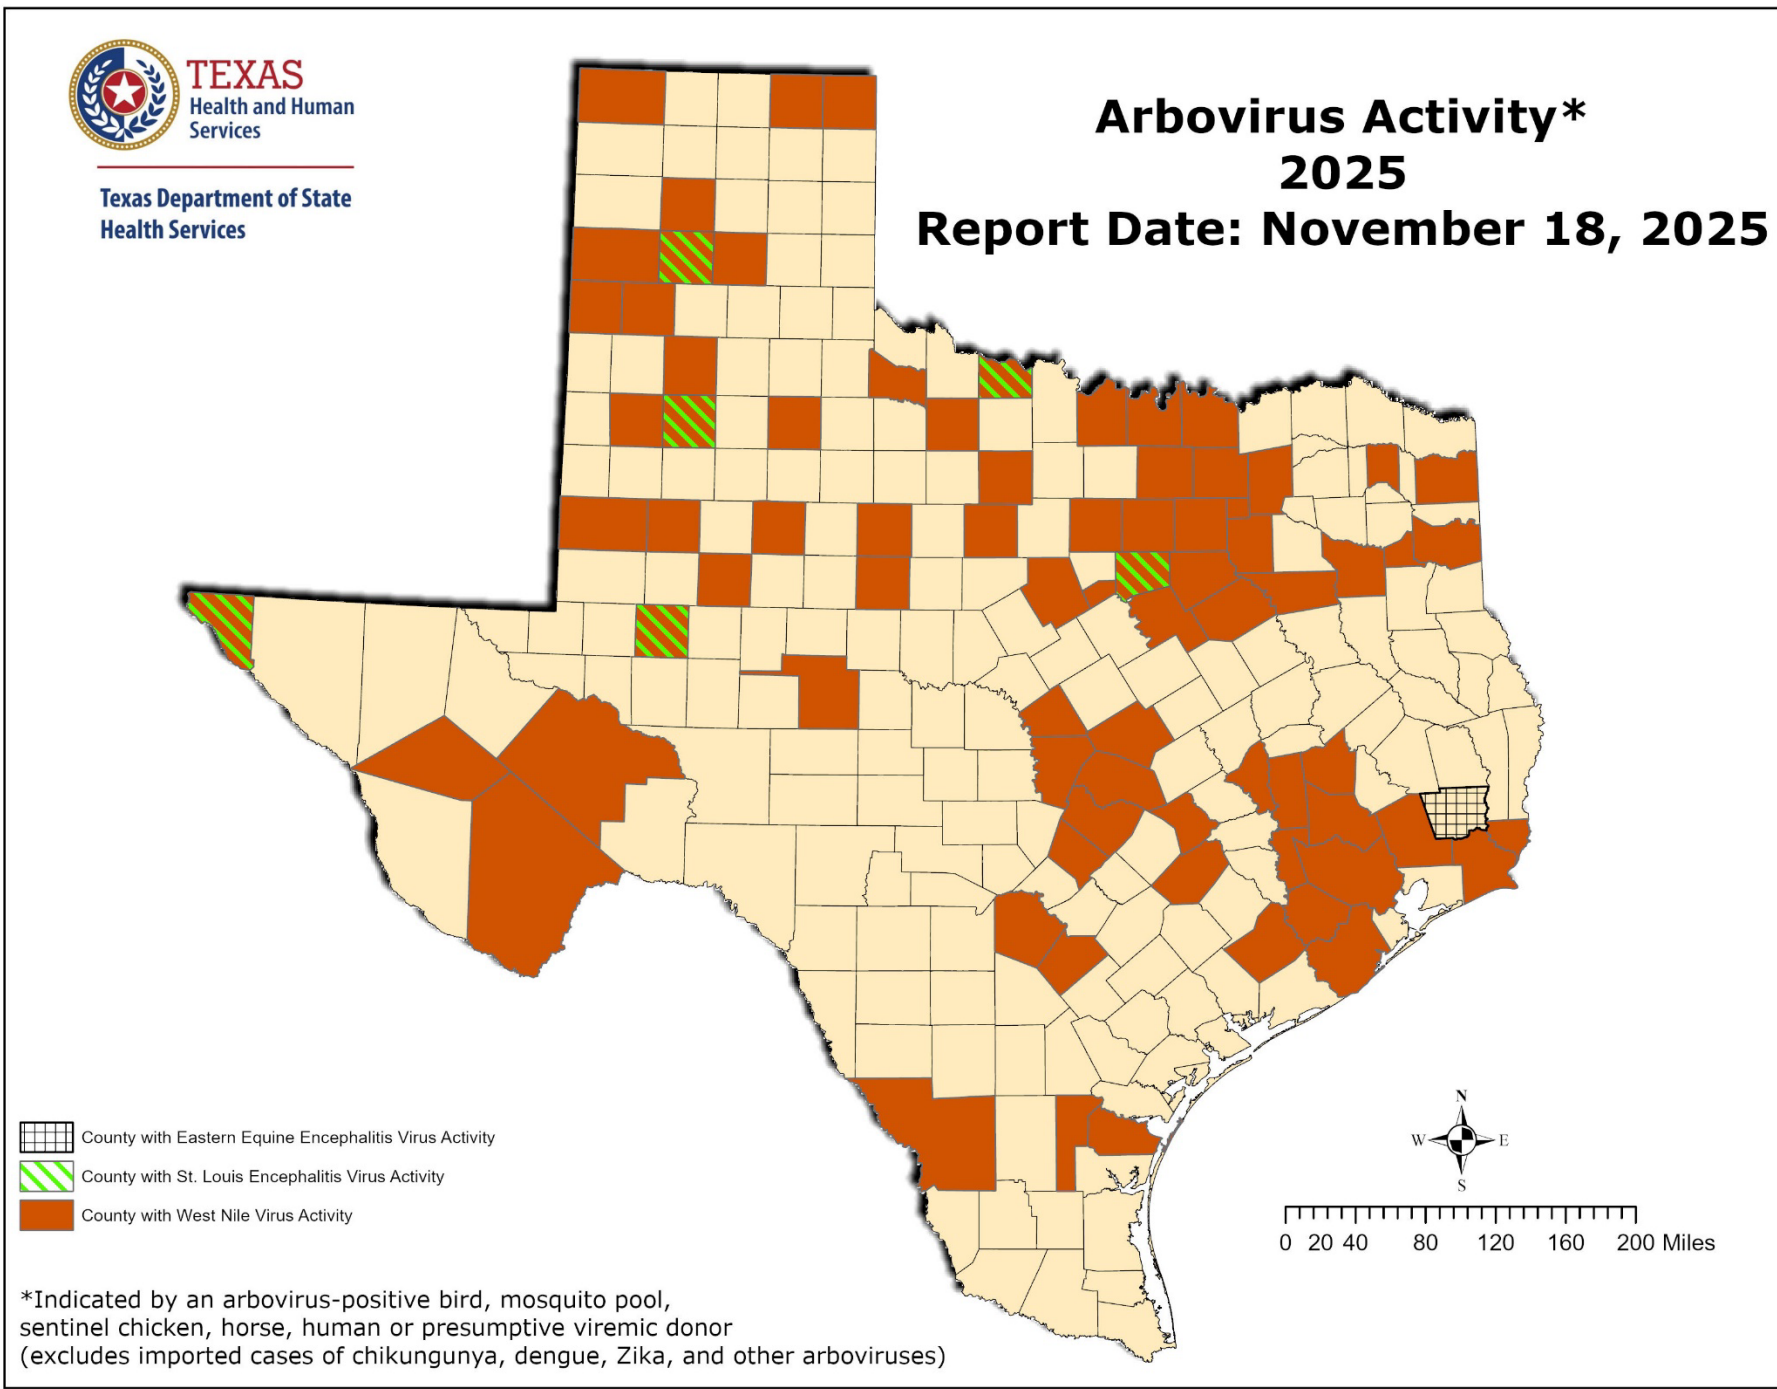 TEXAS
Health and Human
Services
Texas Department of State
Health Services
Arbovirus Activity*
2025
Report Date: November 18, 2025
County with Eastern Equine Encephalitis Virus Activity
County with St. Louis Encephalitis Virus Activity
County with West Nile Virus Activity
N
W E
S
0 20 40 80 120 160 200 Miles
*Indicated by an arbovirus-positive bird, mosquito pool,
sentinel chicken, horse, human or presumptive viremic donor
(excludes imported cases of chikungunya, dengue, Zika, and other arboviruses)